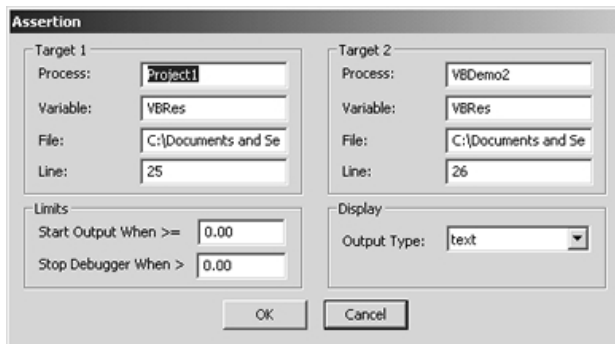 Assertion
Target 1
Process: Project1
Variable: VBRes
File: C:\Documents and Se
Line: 25
Target 2
Process: VBDemo2
Variable: VBRes
File: C:\Documents and Se
Line: 26
Limits
Start Output When >= 0.00
Stop Debugger When > 0.00
Display
Output Type: text
OK
Cancel